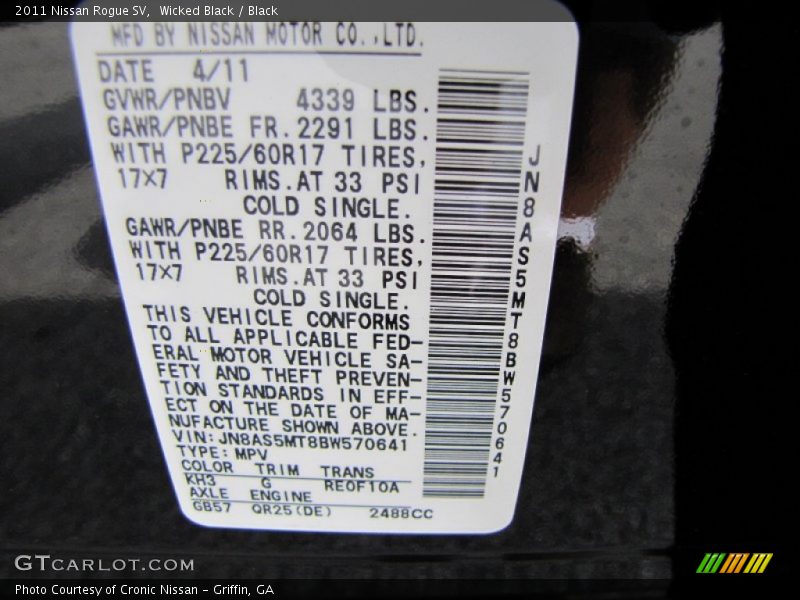 2011 Nissan Rogue SV,   Wicked Black / Black
MFD BY NISSAN MOTOR CO.,LTD.
DATE 4/11
GVWR/PNBV 4339 LBS.
GAWR/PNBE FR.2291 LBS.
WITH P225/60R17 TIRES,
17X7 RIMS.AT 33 PSI
COLD SINGLE.
GAWR/PNBE RR.2064 LBS.
WITH P225/60R17 TIRES,
17X7 RIMS.AT 33 PSI
COLD SINGLE.
THIS VEHICLE CONFORMS
TO ALL APPLICABLE FED-
ERAL MOTOR VEHICLE SA-
FETY AND THEFT PREVEN-
TION STANDARDS IN EFF-
ECT ON THE DATE OF MA-
NUFACTURE SHOWN ABOVE.
VIN:JN8AS5MT8BW570641
TYPE:MPV
COLOR TRIM TRANS
KH3 G RE0F10A
AXLE ENGINE
GB57 QR25(DE) 2488CC
JN8AS5MT8BW570641
GTCARLOT.COM
Photo Courtesy of Cronic Nissan - Griffin, GA